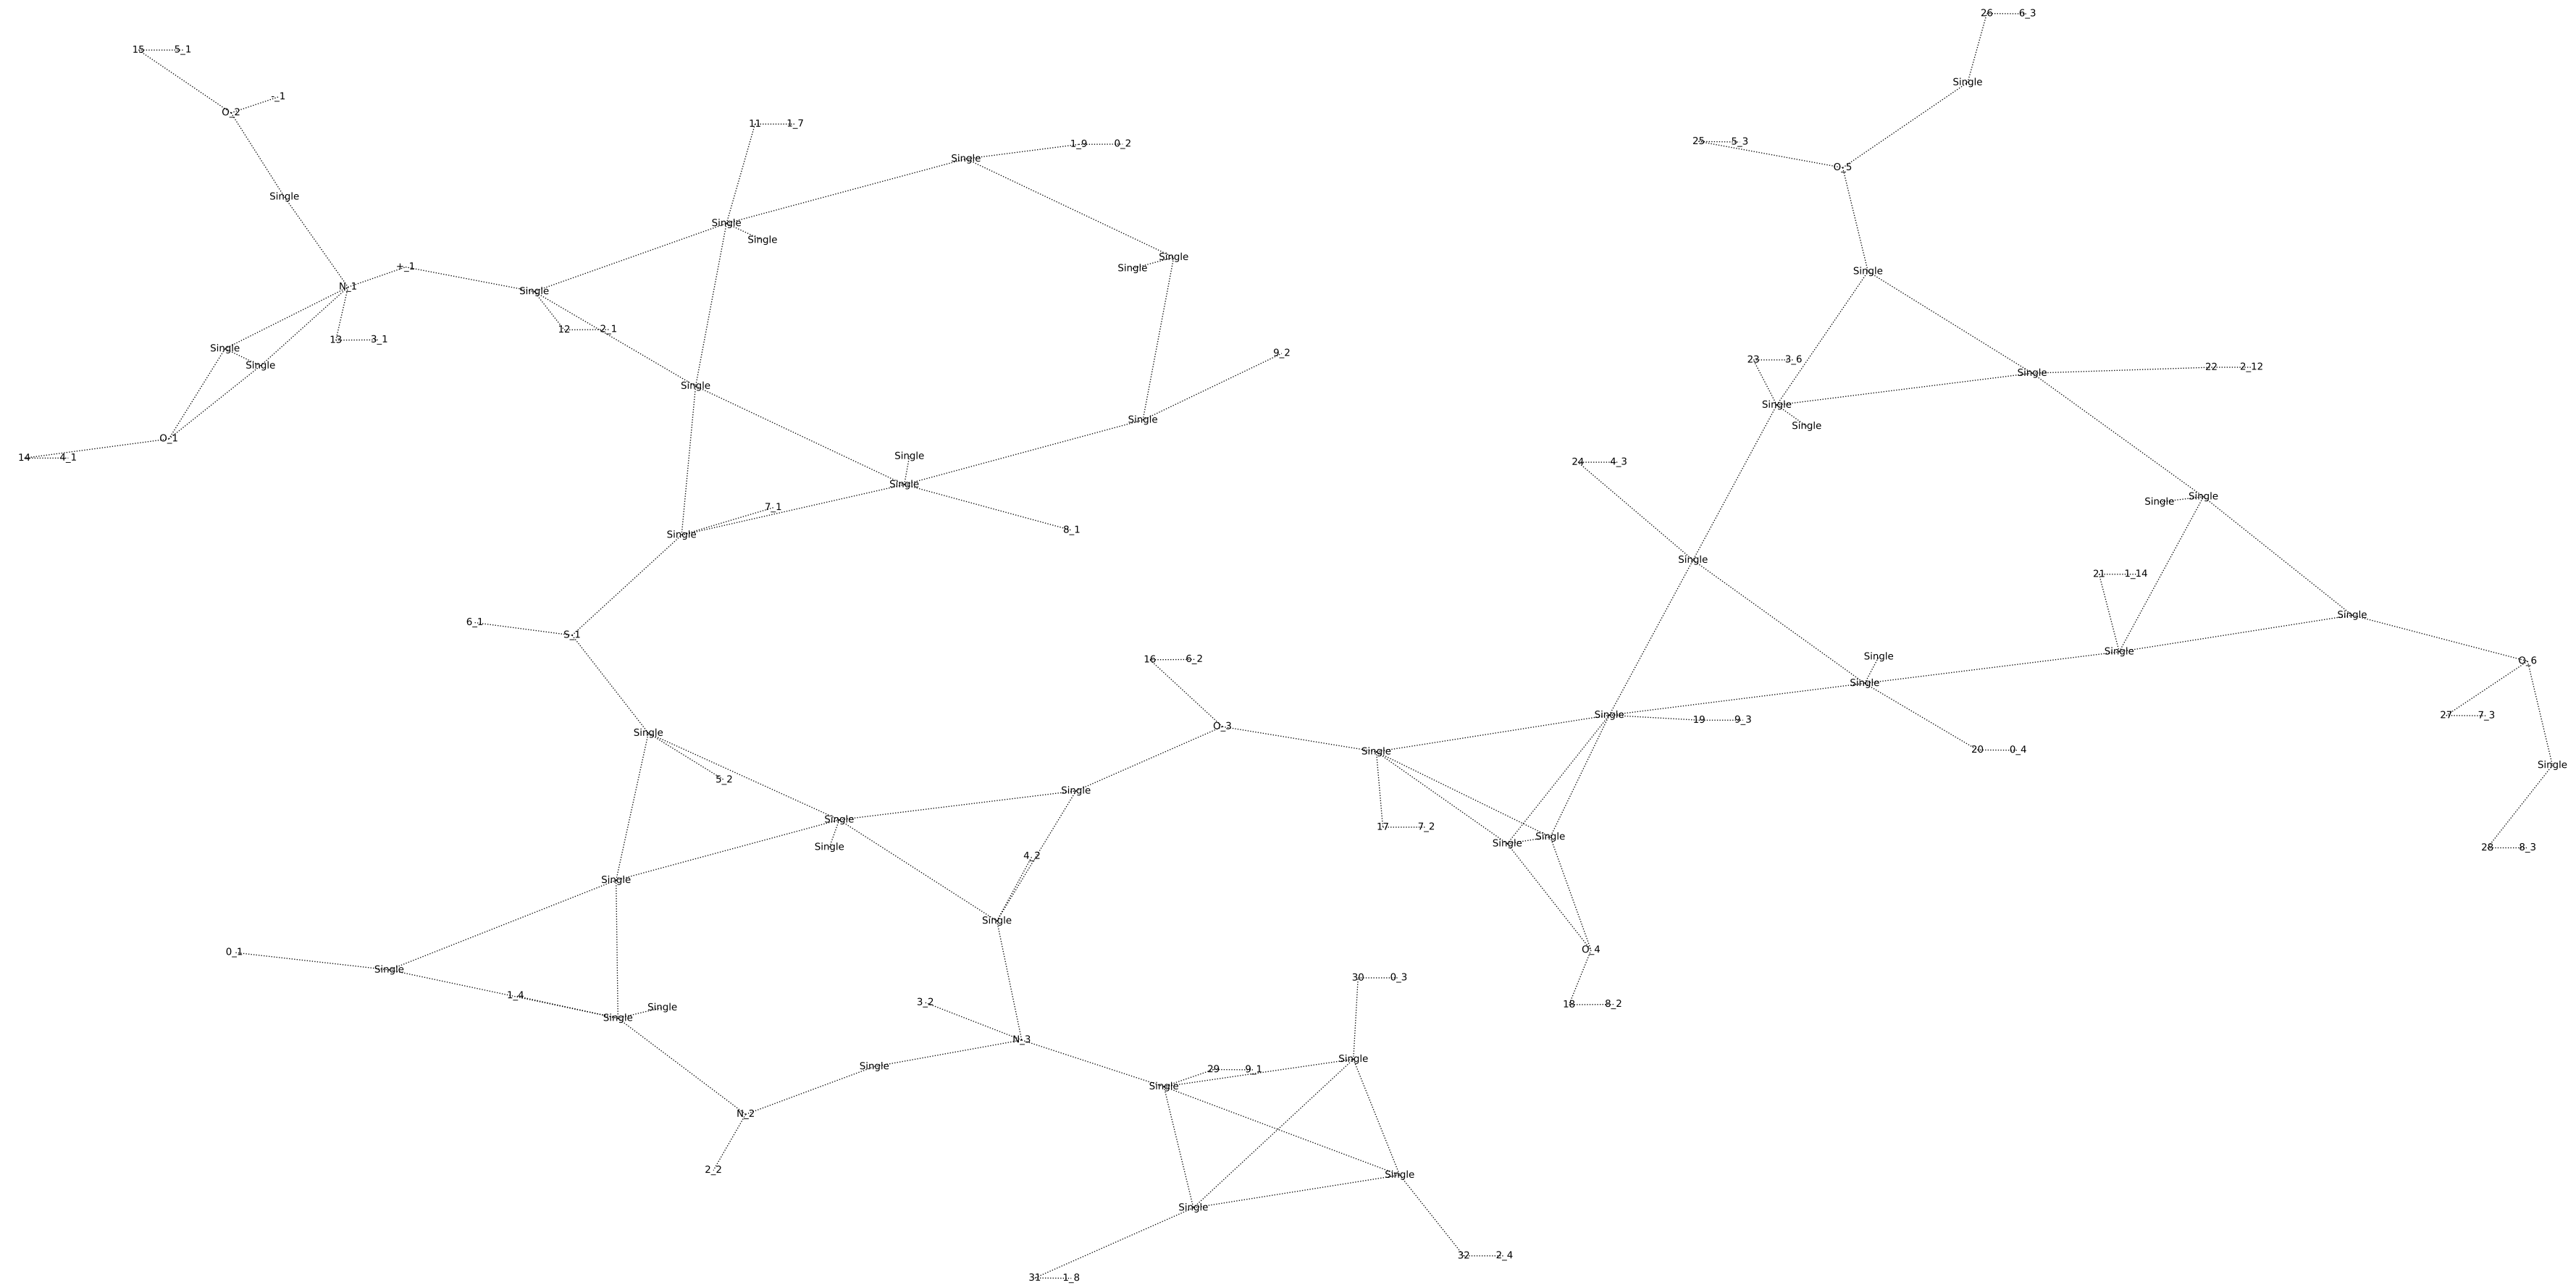 26 6_3
15 5_1
Single
-_1
O_2
11 1_7
25 5_3
1_9 0_2
Single
O_5
Single
Single
Single
Single
+_1 Single Single
N_1 Single
12 2_1
13 3_1
Single
9_2
23 3_6
22 2_12
Single
Single
Single
Single
Single
Single
O_1
14 4_1
Single
24 4_3
Single
Single
Single
7_1
8_1
Single
Single
21 1_14
Single
6_1
S_1
Single
Single
16 6_2
O_6
Single
Single
27 7_3
19 9_3
O_3
Single
20 0_4
Single
Single
5_2
Single
Single
17 7_2
Single
Single
Single
28 8_3
4_2
Single
Single
O_4
0_1
Single
30 0_3
1_4
3_2
18 8_2
Single
Single
N_3
Single
Single
29 9_1
Single
N_2
2_2
Single
Single
32 2_4
31 1_8